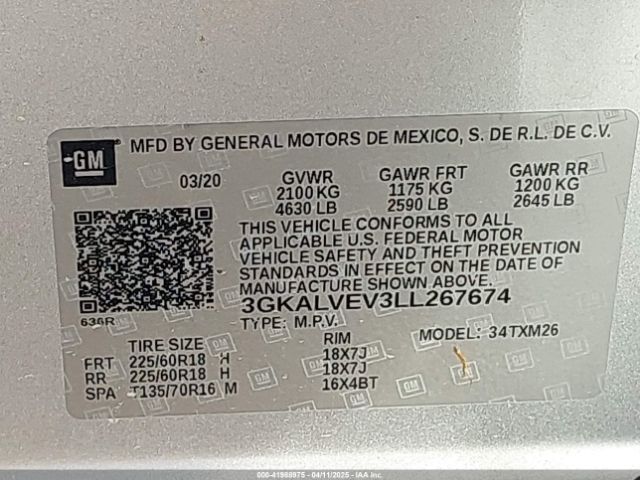 GM
MFD BY GENERAL MOTORS DE MEXICO, S. DE R.L. DE C.V.
03/20 GVWR GAWR FRT GAWR RR
2100 KG 1175 KG 1200 KG
4630 LB 2590 LB 2645 LB
THIS VEHICLE CONFORMS TO ALL
APPLICABLE U.S. FEDERAL MOTOR
VEHICLE SAFETY AND THEFT PREVENTION
STANDARDS IN EFFECT ON THE DATE OF
MANUFACTURE SHOWN ABOVE.
3GKALVEV3LL267674
636R
TYPE: M.P.V. MODEL: 34TXM26
TIRE SIZE RIM
FRT 225/60R18 H 18X7J
RR 225/60R18 H 18X7J
SPA T135/70R16 M 16X4BT
000-41988975 - 04/11/2025 - IAAI.COM